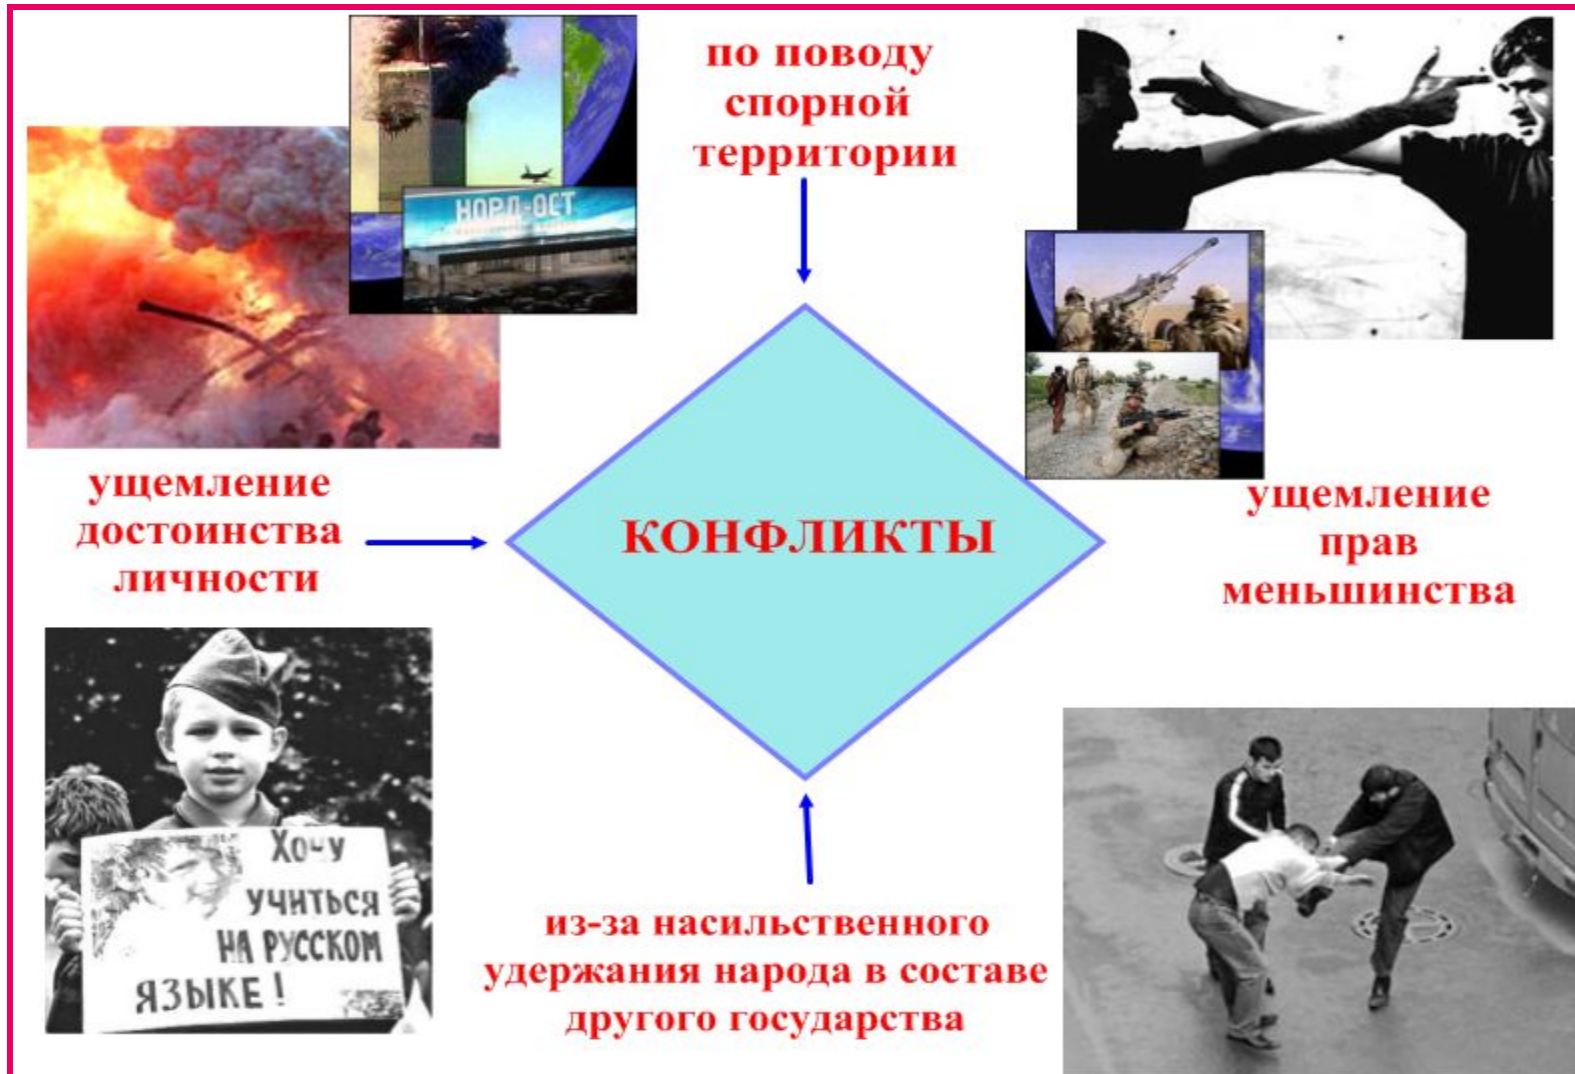 по поводу
спорной
территории
НОРД-ОСТ
ущемление
достоинства
личности
КОНФЛИКТЫ
ущемление
прав
меньшинства
Хочу
УЧИТЬСЯ
НА РУССКОМ
ЯЗЫКЕ!
из-за насильственного
удержания народа в составе
другого государства